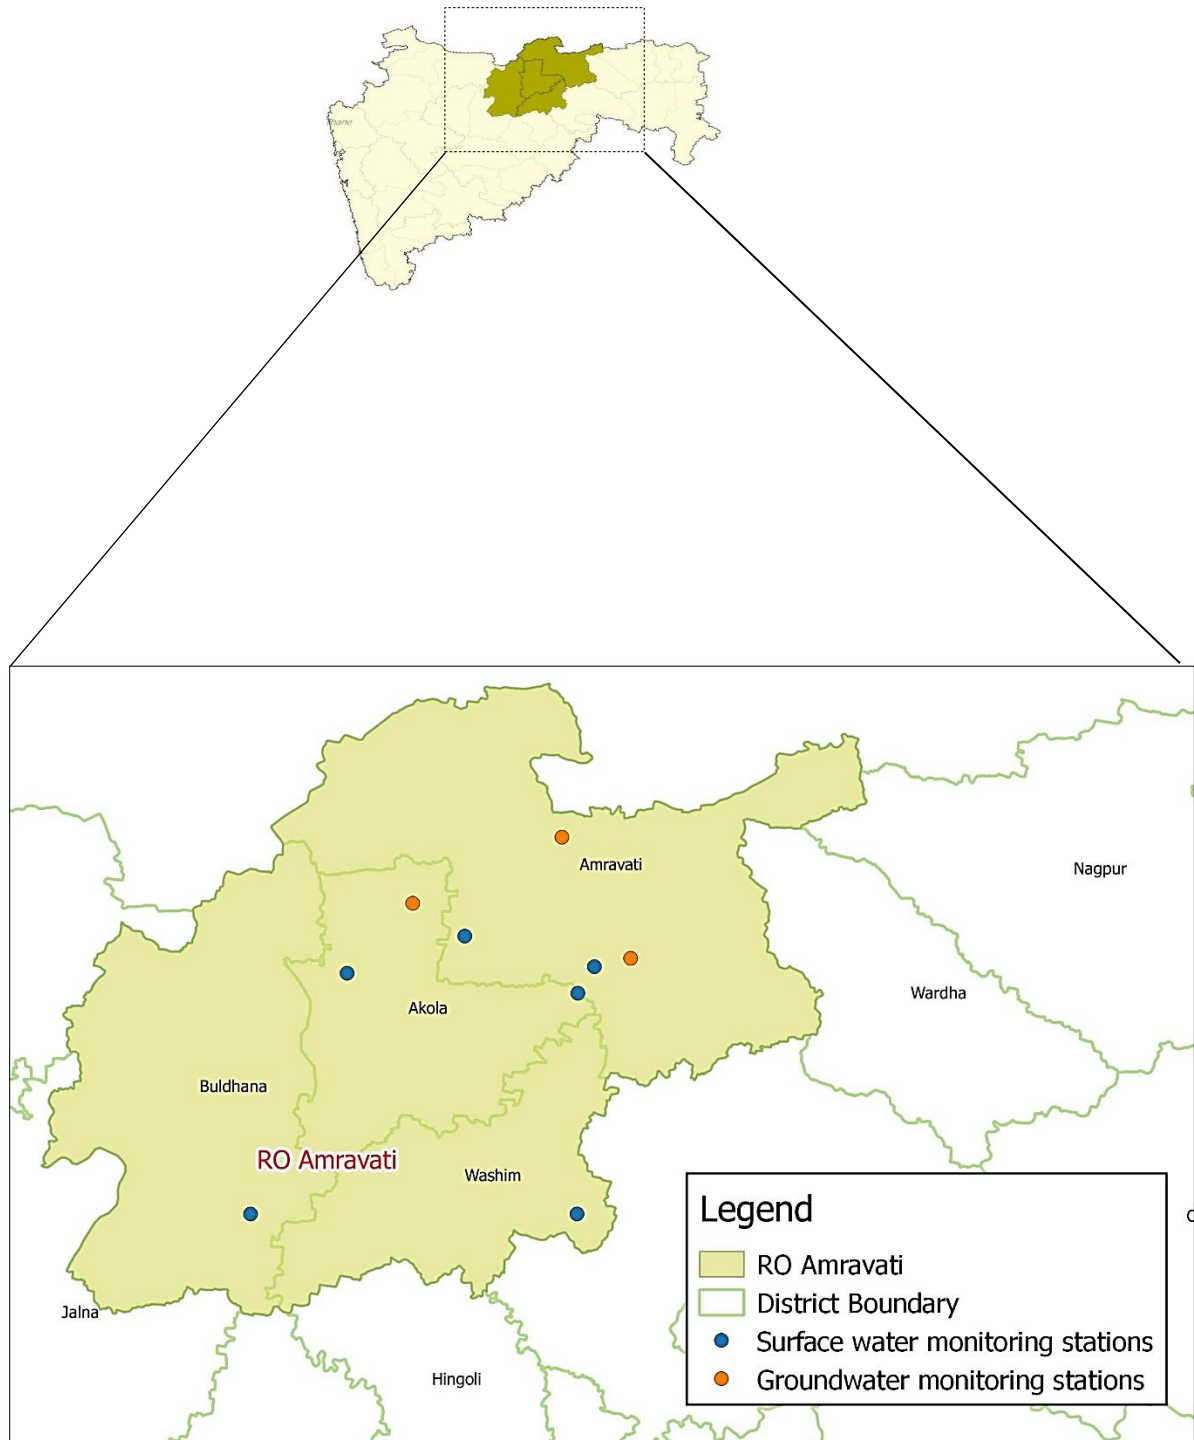 Thane
Amravati
Nagpur
Wardha
Akola
Buldhana
RO Amravati
Washim
Jalna
Hingoli
Legend
RO Amravati
District Boundary
Surface water monitoring stations
Groundwater monitoring stations